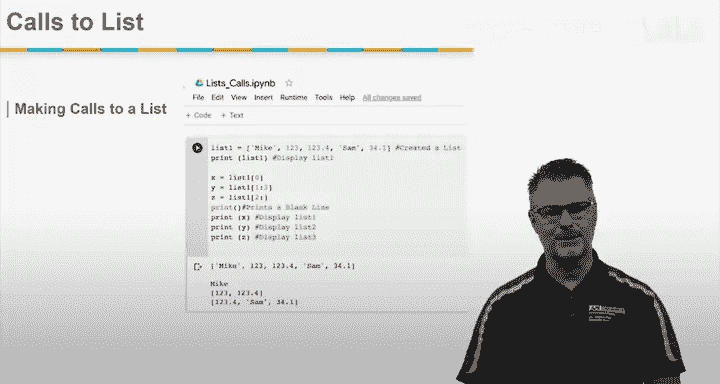 Calls to List
Making Calls to a List
Lists_Calls.ipynb
File Edit View Insert Runtime Tools Help All changes saved
+ Code + Text
list1 = ['Mike', 123, 123.4, 'Sam', 34.1] #Created a List
print (list1) #Display list1
x = list1[0]
y = list1[1:3]
z = list1[2:]
print()#Prints a Blank Line
print (x) #Display list1
print (y) #Display list2
print (z) #Display list3
['Mike', 123, 123.4, 'Sam', 34.1]
Mike
[123, 123.4]
[123.4, 'Sam', 34.1]